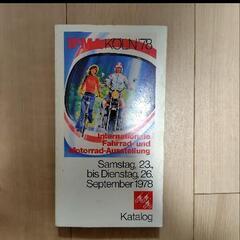 IFMA KÖLN '78
Internationale
Fahrrad- und
Motorrad-Ausstellung
Samstag, 23.,
bis Dienstag, 26.
September 1978
Katalog